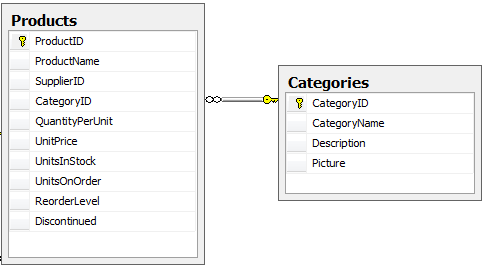 Products
ProductID
ProductName
SupplierID
CategoryID
QuantityPerUnit
UnitPrice
UnitsInStock
UnitsOnOrder
ReorderLevel
Discontinued
Categories
CategoryID
CategoryName
Description
Picture